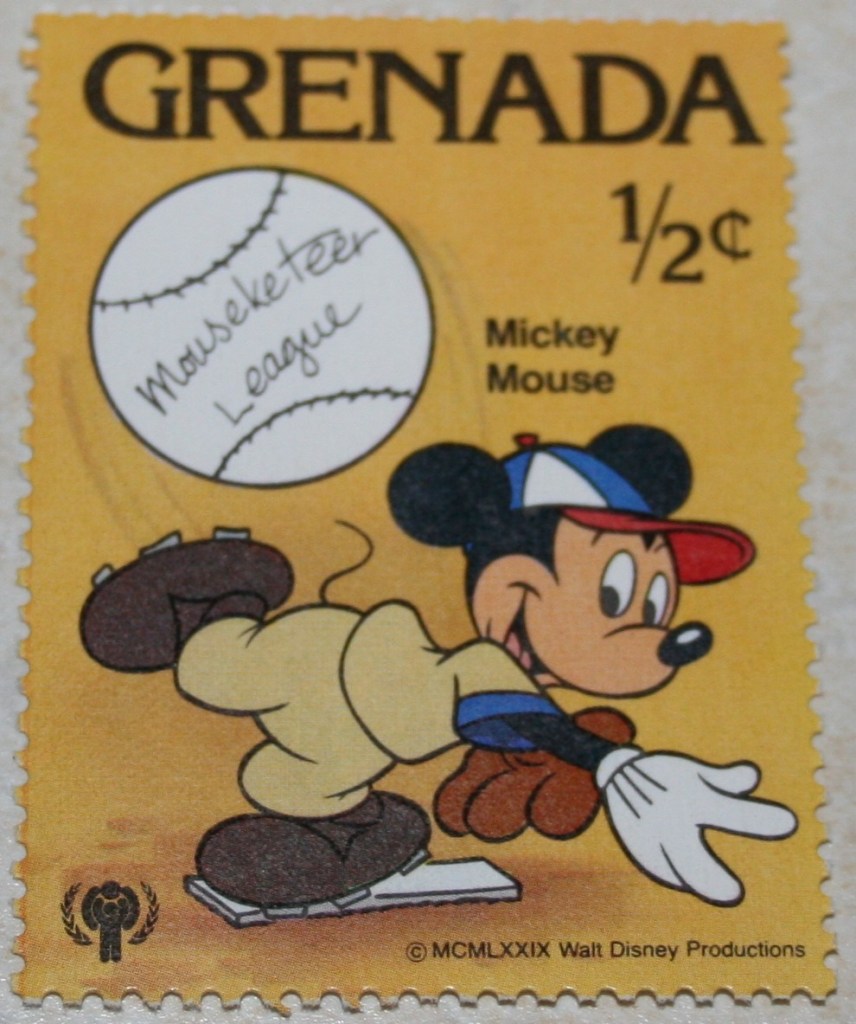 GRENADA
½¢
Mouseketeer
League
Mickey
Mouse
© MCMLXXIX Walt Disney Productions